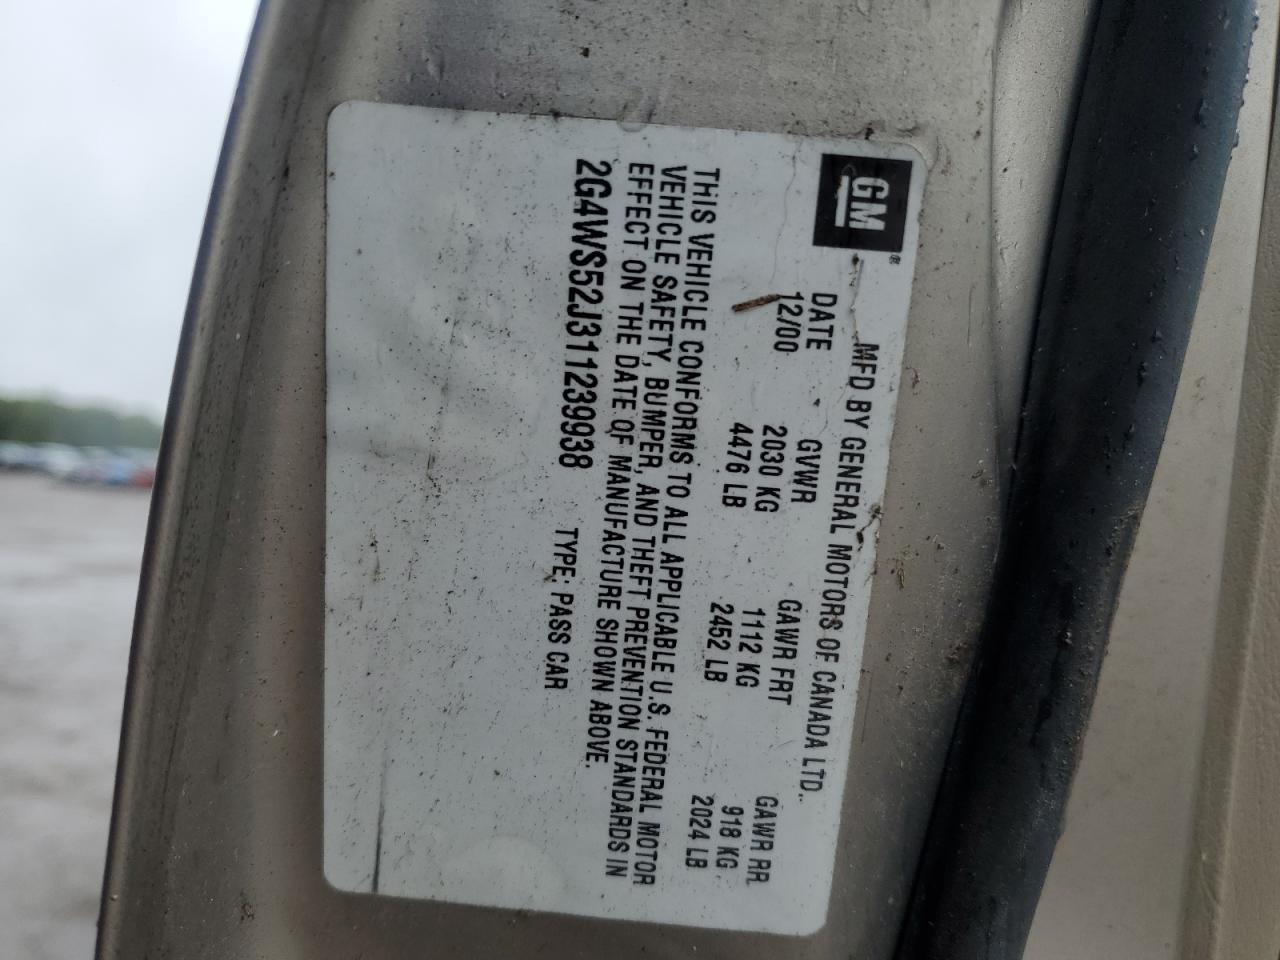 GM®
MFD BY GENERAL MOTORS OF CANADA LTD.
DATE GVWR GAWR FRT GAWR RR
12/00 2030 KG 1112 KG 918 KG
4476 LB 2452 LB 2024 LB
THIS VEHICLE CONFORMS TO ALL APPLICABLE U.S. FEDERAL MOTOR
VEHICLE SAFETY, BUMPER, AND THEFT PREVENTION STANDARDS IN
EFFECT ON THE DATE OF MANUFACTURE SHOWN ABOVE.
2G4WS52J311239938 TYPE: PASS CAR